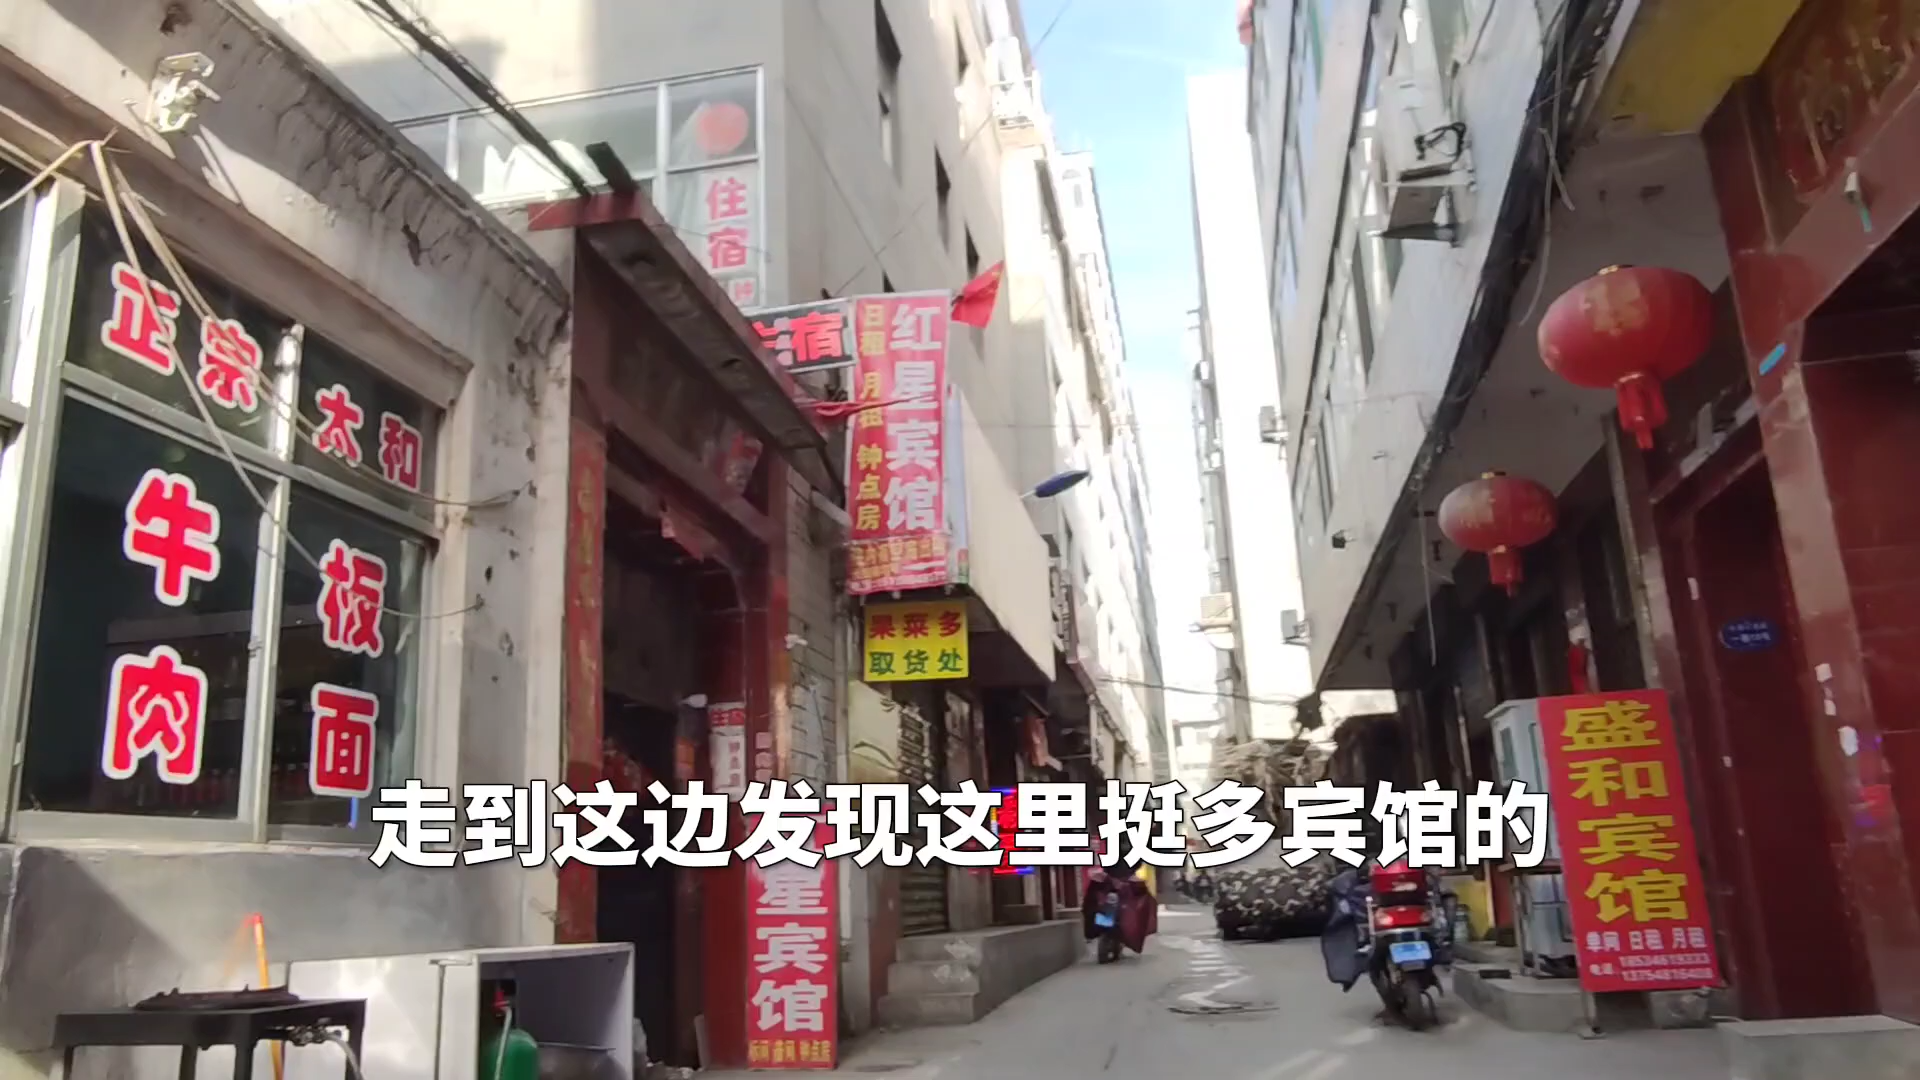 正宗太和
牛肉
板面
住宿
宿
红星宾馆
日租 月租 钟点房
果菜多
取货处
走到这边发现这里挺多宾馆的
星宾馆
盛和宾馆
单间 日租 月租
电话: